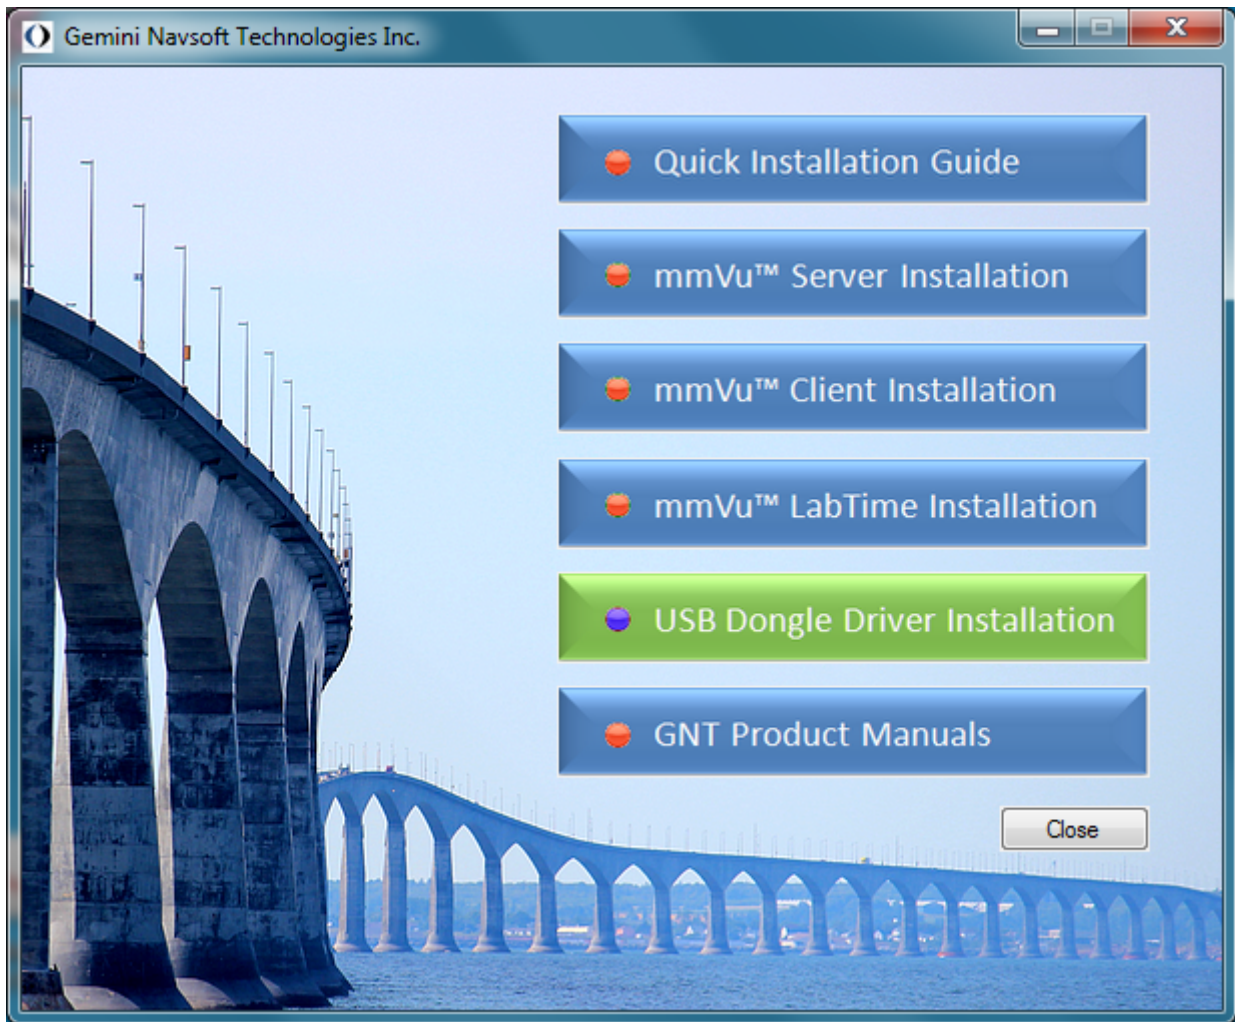 Gemini Navsoft Technologies Inc.
Quick Installation Guide
mmVu™ Server Installation
mmVu™ Client Installation
mmVu™ LabTime Installation
USB Dongle Driver Installation
GNT Product Manuals
Close